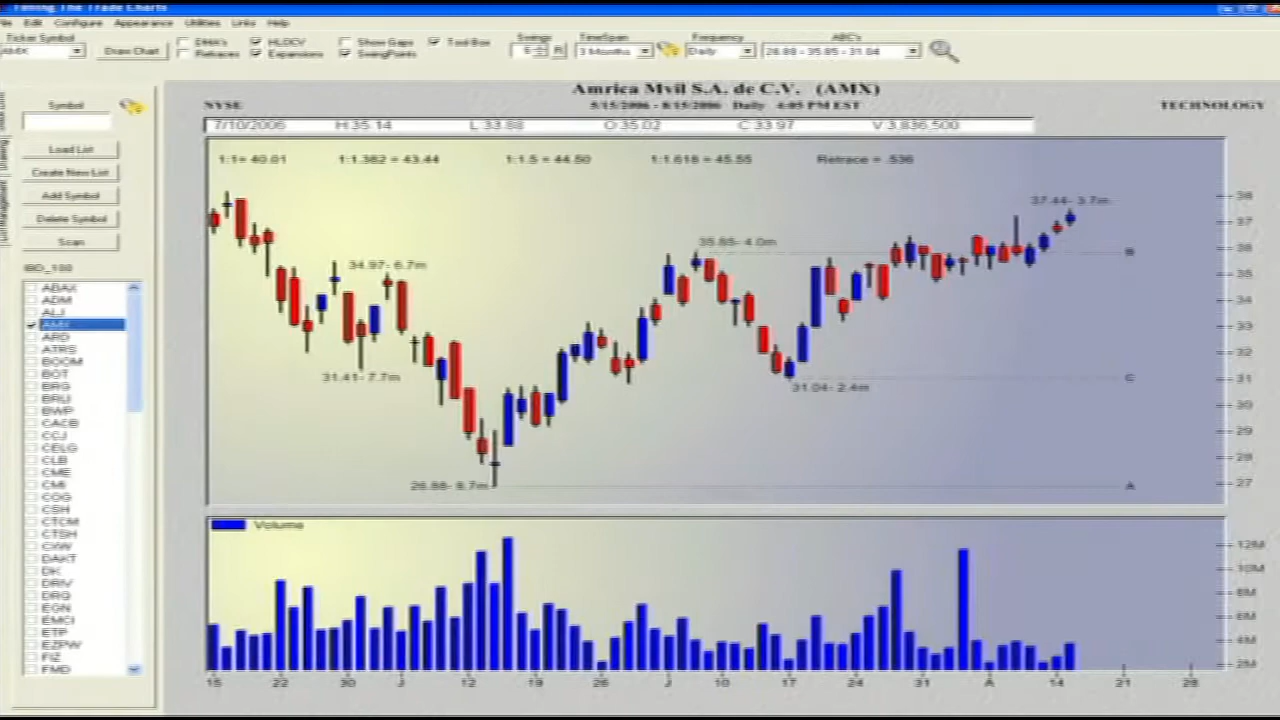 Timing The Trade Charts
File Edit Configure Appearance Utilities Links Help
Ticker Symbol
AMX
Draw Chart
DMA's
Retraces
HLOCV
Expansions
Show Gaps
SwingPoints
Tool Box
Swings
5
R
TimeSpan
3 Months
Frequency
Daily
ABC's
26.88 - 35.85 - 31.04
Amrica Mvil S.A. de C.V. (AMX)
NYSE
5/15/2006 - 8/15/2006 Daily 4:05 PM EST
TECHNOLOGY
7/10/2006 H:35.14 L:33.88 O:35.02 C:33.97 V:3,836,500
1:1= 40.01 1:1.382 = 43.44 1:1.5 = 44.50 1:1.618 = 45.55 Retrace = .536
Symbol
Load List
Create New List
Add Symbol
Delete Symbol
Scan
IBD_100
ABAX
ADM
ALJ
AMX
ARD
ATRS
BOOM
BOT
BRG
BRLI
BWP
CACB
CCJ
CELG
CLB
CME
CMI
COG
CSH
CTCM
CTSH
CXW
DAKT
DK
DRIV
DRQ
EGN
EMCI
ETP
EZPW
FIZ
FMD
37.44- 3.7m
35.85- 4.0m
34.97- 6.7m
31.41- 7.7m
31.04- 2.4m
26.88- 8.7m
B
C
A
38
37
36
35
34
33
32
31
30
29
28
27
Volume
12M
10M
8M
6M
4M
2M
15 22 30 J 12 19 26 J 10 17 24 31 A 14 21 28